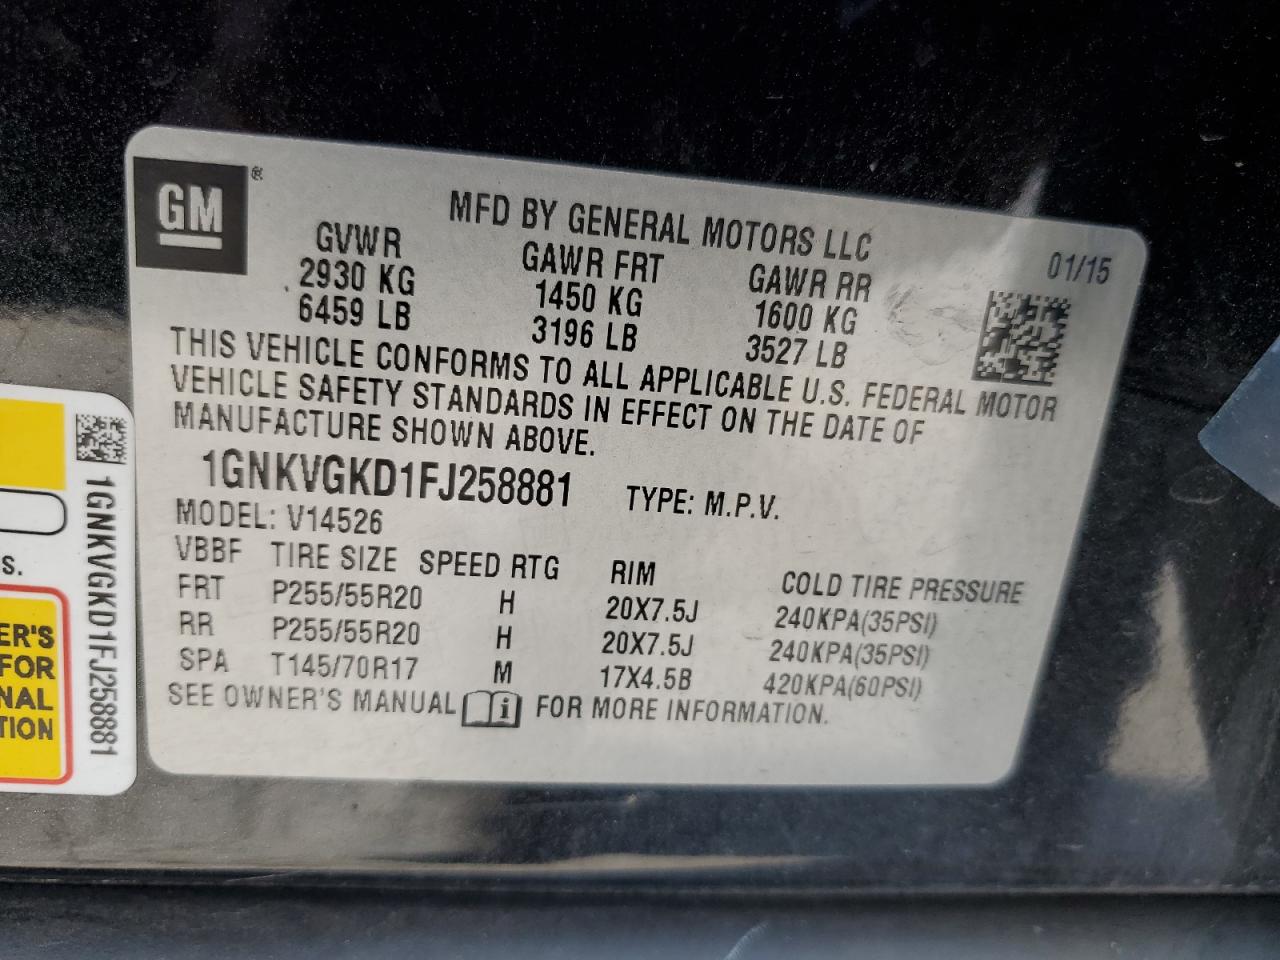 GM®
MFD BY GENERAL MOTORS LLC
01/15
GVWR GAWR FRT GAWR RR
2930 KG 1450 KG 1600 KG
6459 LB 3196 LB 3527 LB
THIS VEHICLE CONFORMS TO ALL APPLICABLE U.S. FEDERAL MOTOR
VEHICLE SAFETY STANDARDS IN EFFECT ON THE DATE OF
MANUFACTURE SHOWN ABOVE.
1GNKVGKD1FJ258881 TYPE: M.P.V.
MODEL: V14526
VBBF TIRE SIZE SPEED RTG RIM COLD TIRE PRESSURE
FRT P255/55R20 H 20X7.5J 240KPA(35PSI)
RR P255/55R20 H 20X7.5J 240KPA(35PSI)
SPA T145/70R17 M 17X4.5B 420KPA(60PSI)
SEE OWNER'S MANUAL i FOR MORE INFORMATION.
1GNKVGKD1FJ258881
S.
ER'S
FOR
NAL
TION